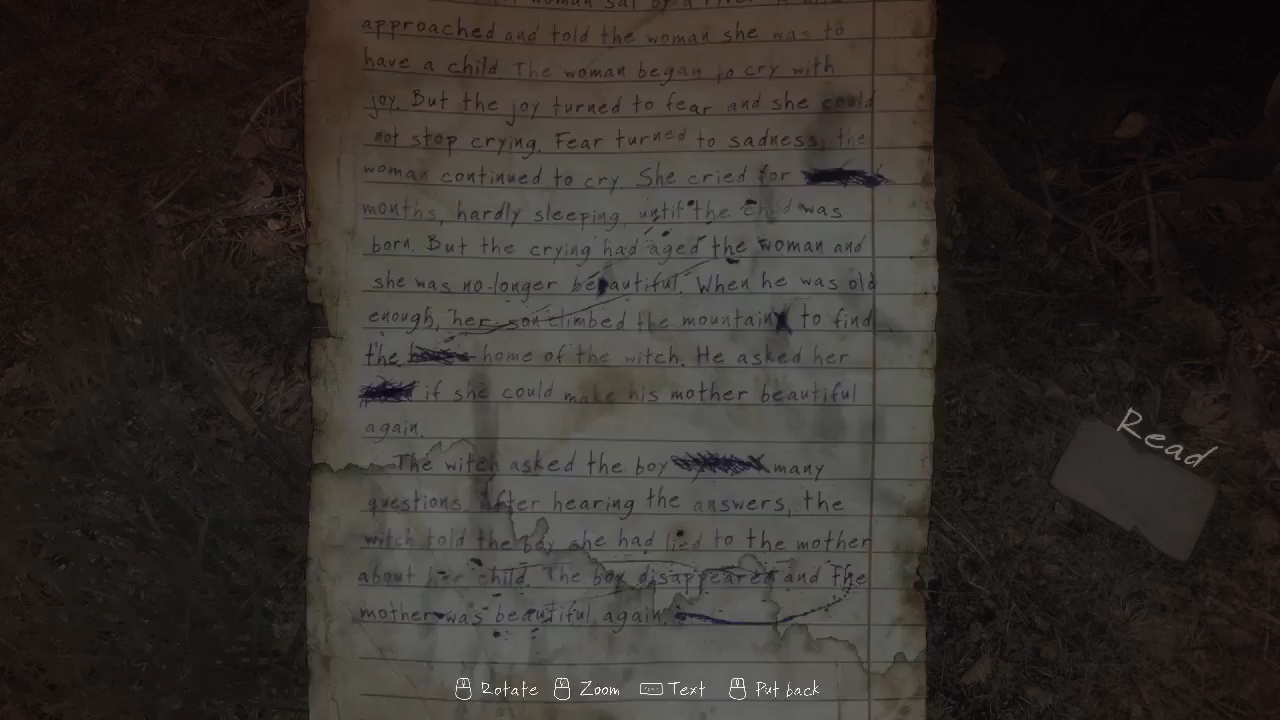 woman sat by a river
approached and told the woman she was to
have a child The woman began to cry with
joy. But the joy turned to fear and she could
not stop crying. Fear turned to sadness, the
woman continued to cry. She cried for
months, hardly sleeping, until the child was
born. But the crying had aged the woman and
she was no-longer beautiful. When he was old
enough, her son climbed the mountain to find
the home of the witch. He asked her
if she could make his mother beautiful
again.
The witch asked the boy many
questions. After hearing the answers, the
witch told the boy she had lied to the mother
about her child. The boy disappeared and the
mother was beautiful again.
Read
Rotate Zoom Text Put back